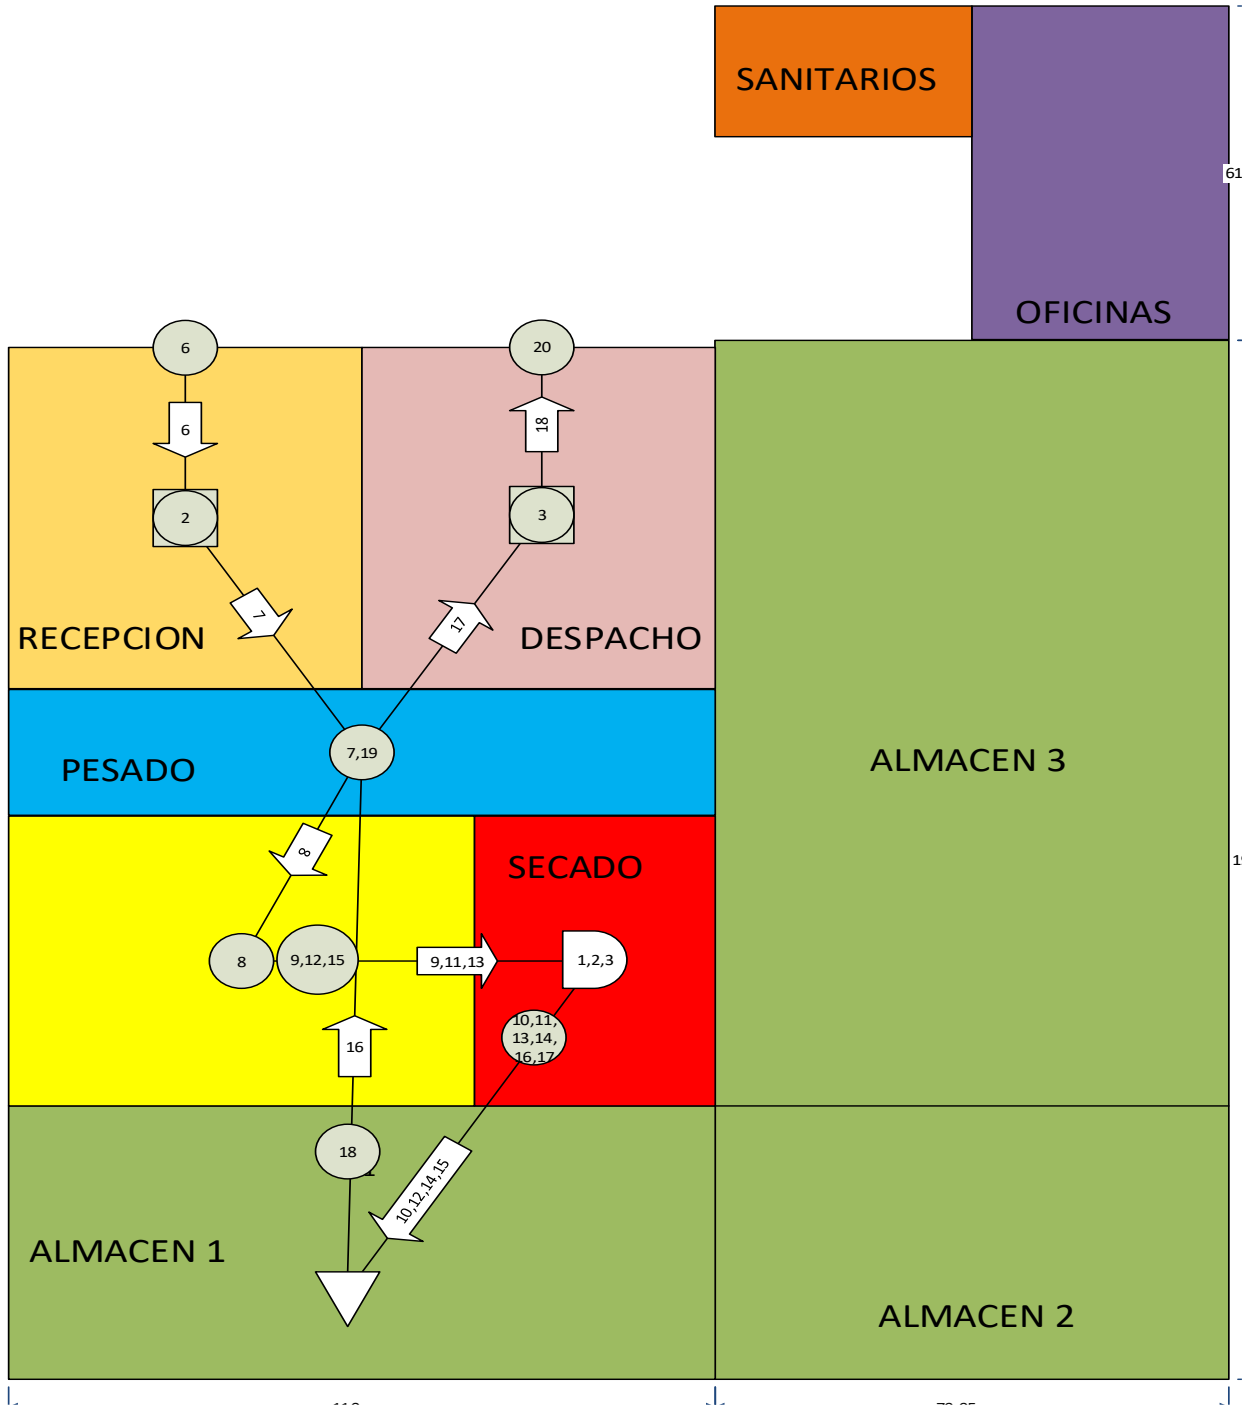 SANITARIOS
61
OFICINAS
6
20
6
18
2
3
7
17
RECEPCION
DESPACHO
7,19
PESADO
ALMACEN 3
8
SECADO
8
9,12,15
9,11,13
1,2,3
10,11,
13,14,
16,17
16
18
10,12,14,15
ALMACEN 1
ALMACEN 2